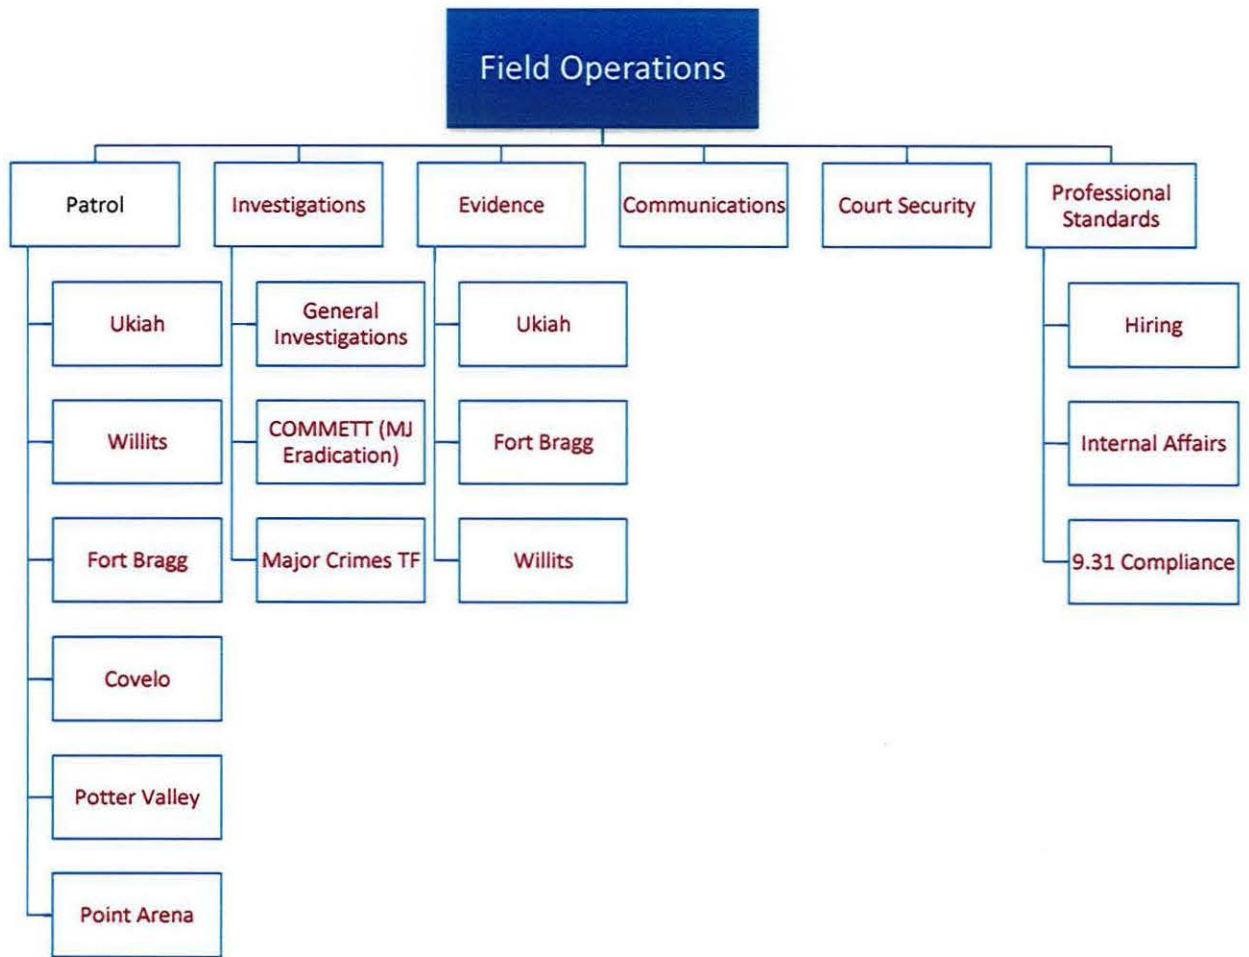 Field Operations
Patrol
Investigations
Evidence
Communications
Court Security
Professional
Standards
Ukiah
Willits
Fort Bragg
Covelo
Potter Valley
Point Arena
General
Investigations
COMMETT (MJ
Eradication)
Major Crimes TF
Ukiah
Fort Bragg
Willits
Hiring
Internal Affairs
9.31 Compliance